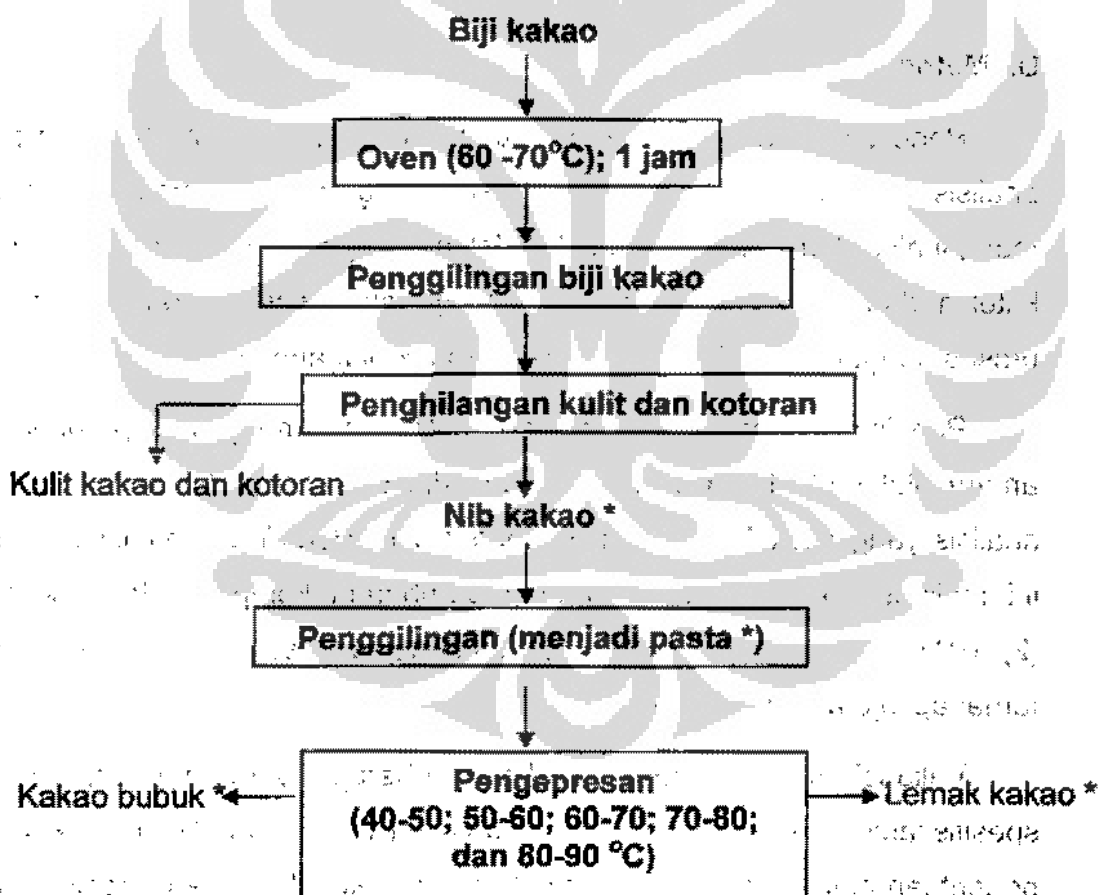 Biji kakao
Oven (60 -70°C); 1 jam
Penggilingan biji kakao
Penghilangan kulit dan kotoran
Kulit kakao dan kotoran
Nib kakao *
Penggilingan (menjadi pasta *)
Pengepresan
(40-50; 50-60; 60-70; 70-80;
dan 80-90 °C)
Kakao bubuk *
Lemak kakao *